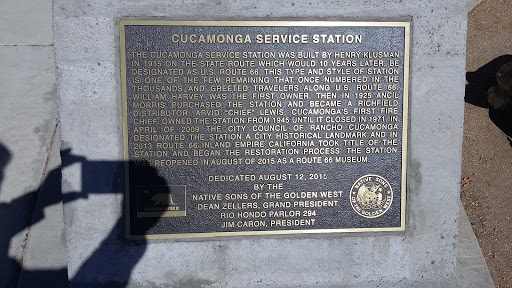 CUCAMONGA SERVICE STATION
THE CUCAMONGA SERVICE STATION WAS BUILT BY HENRY KLUSMAN
IN 1915 ON THE STATE ROUTE WHICH WOULD 10 YEARS LATER, BE
DESIGNATED AS U.S. ROUTE 66. THIS TYPE AND STYLE OF STATION
IS ONE OF THE FEW REMAINING THAT ONCE NUMBERED IN THE
THOUSANDS AND GREETED TRAVELERS ALONG U.S. ROUTE 66.
WILLIAM HARVEY WAS THE FIRST OWNER. THEN IN 1925 ANCIL
MORRIS PURCHASED THE STATION AND BECAME A RICHFIELD
DISTRIBUTOR. ARVID "CHIEF" LEWIS, CUCAMONGA'S FIRST FIRE
CHIEF, OWNED THE STATION FROM 1945 UNTIL IT CLOSED IN 1971. IN
APRIL OF 2009 THE CITY COUNCIL OF RANCHO CUCAMONGA
DESIGNATED THE STATION A CITY HISTORICAL LANDMARK AND IN
2013 ROUTE 66 INLAND EMPIRE CALIFORNIA TOOK TITLE OF THE
STATION AND BEGAN THE RESTORATION PROCESS. THE STATION
WAS REOPENED IN AUGUST OF 2015 AS A ROUTE 66 MUSEUM.
DEDICATED AUGUST 12, 2015
BY THE
NATIVE SONS OF THE GOLDEN WEST
DEAN ZELLERS, GRAND PRESIDENT
RIO HONDO PARLOR 294
JIM CARON, PRESIDENT
NATIVE SONS
OF THE GOLDEN WEST